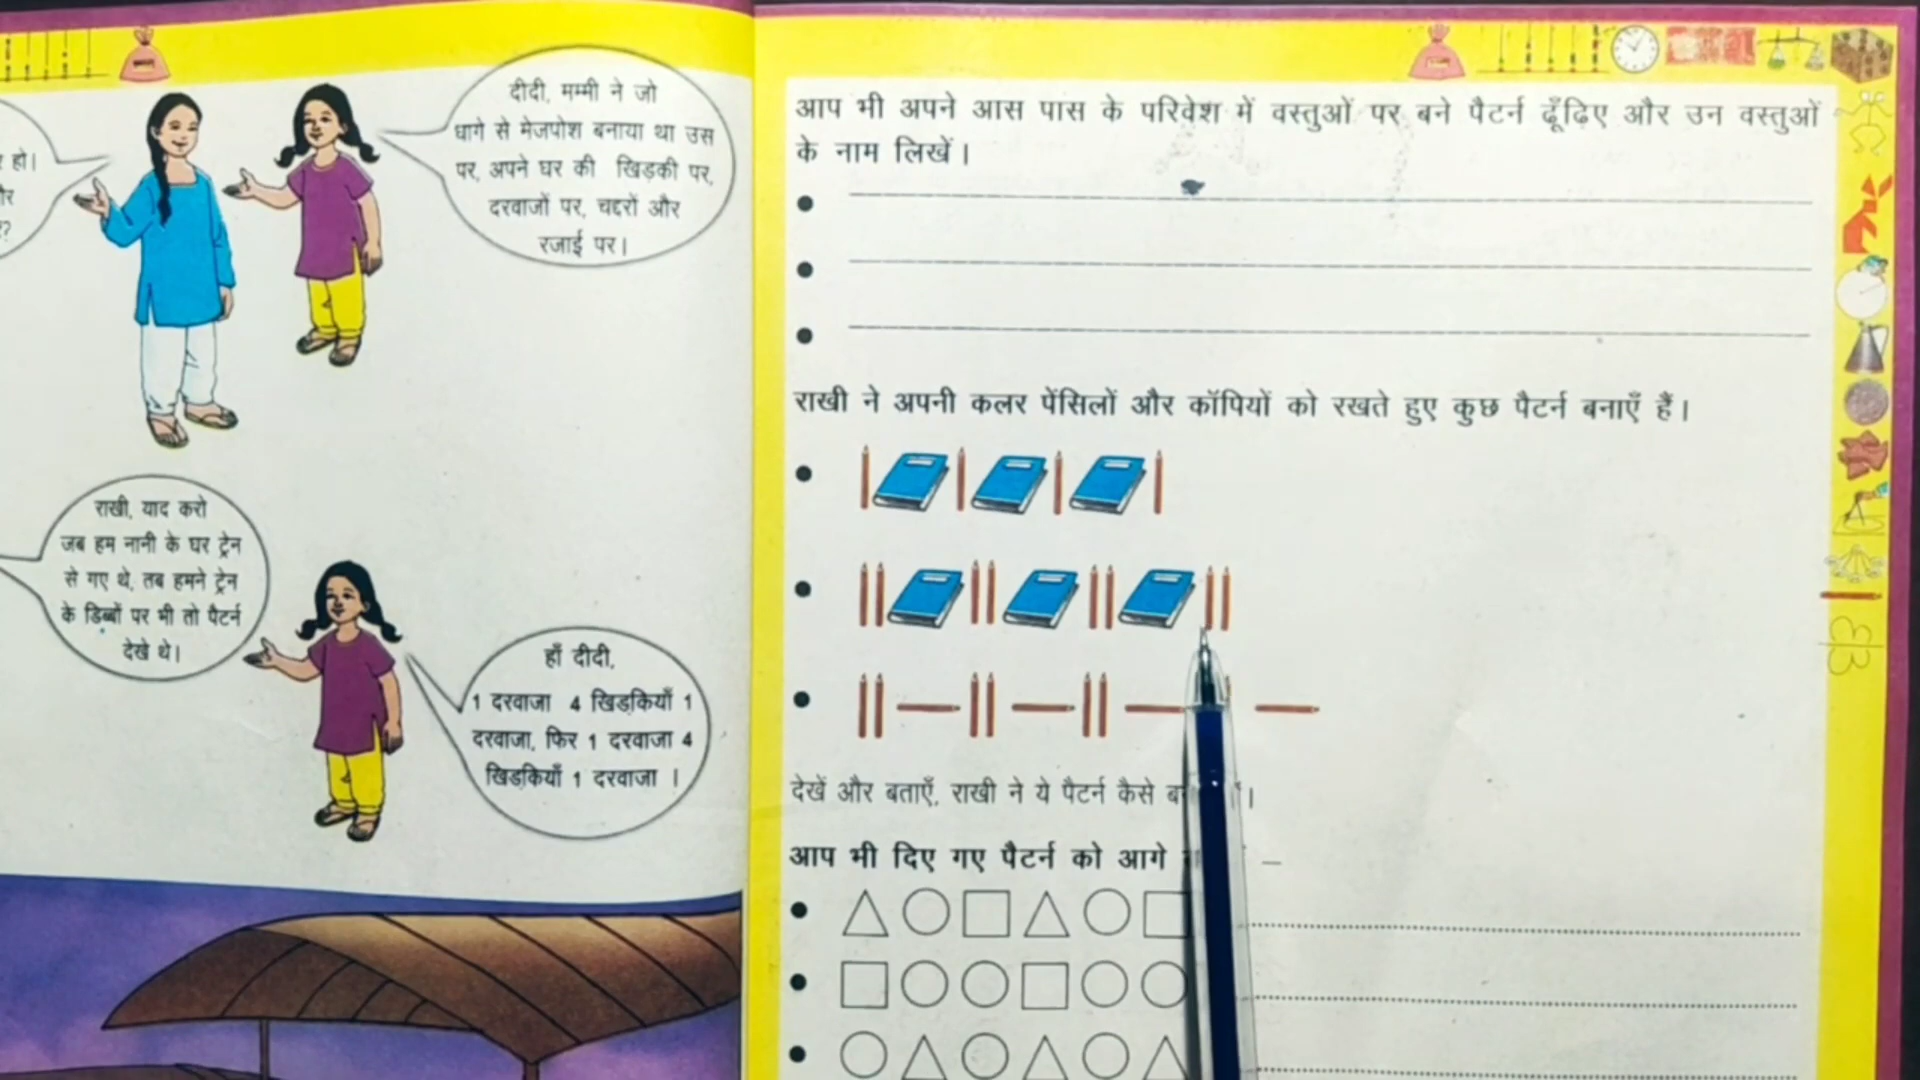 हो।
दीदी, मम्मी ने जो
धागे से मेजपोश बनाया था उस
पर, अपने घर की खिड़की पर,
दरवाजों पर, चद्दरों और
रजाई पर।
राखी, याद करो
जब हम नानी के घर ट्रेन
से गए थे, तब हमने ट्रेन
के डिब्बों पर भी तो पैटर्न
देखे थे।
हाँ दीदी,
1 दरवाजा 4 खिड़कियाँ 1
दरवाजा, फिर 1 दरवाजा 4
खिड़कियाँ 1 दरवाजा ।
आप भी अपने आस पास के परिवेश में वस्तुओं पर बने पैटर्न ढूँढिए और उन वस्तुओं
के नाम लिखें।
राखी ने अपनी कलर पेंसिलों और कॉपियों को रखते हुए कुछ पैटर्न बनाएँ हैं।
देखें और बताएँ, राखी ने ये पैटर्न कैसे
आप भी दिए गए पैटर्न को आगे